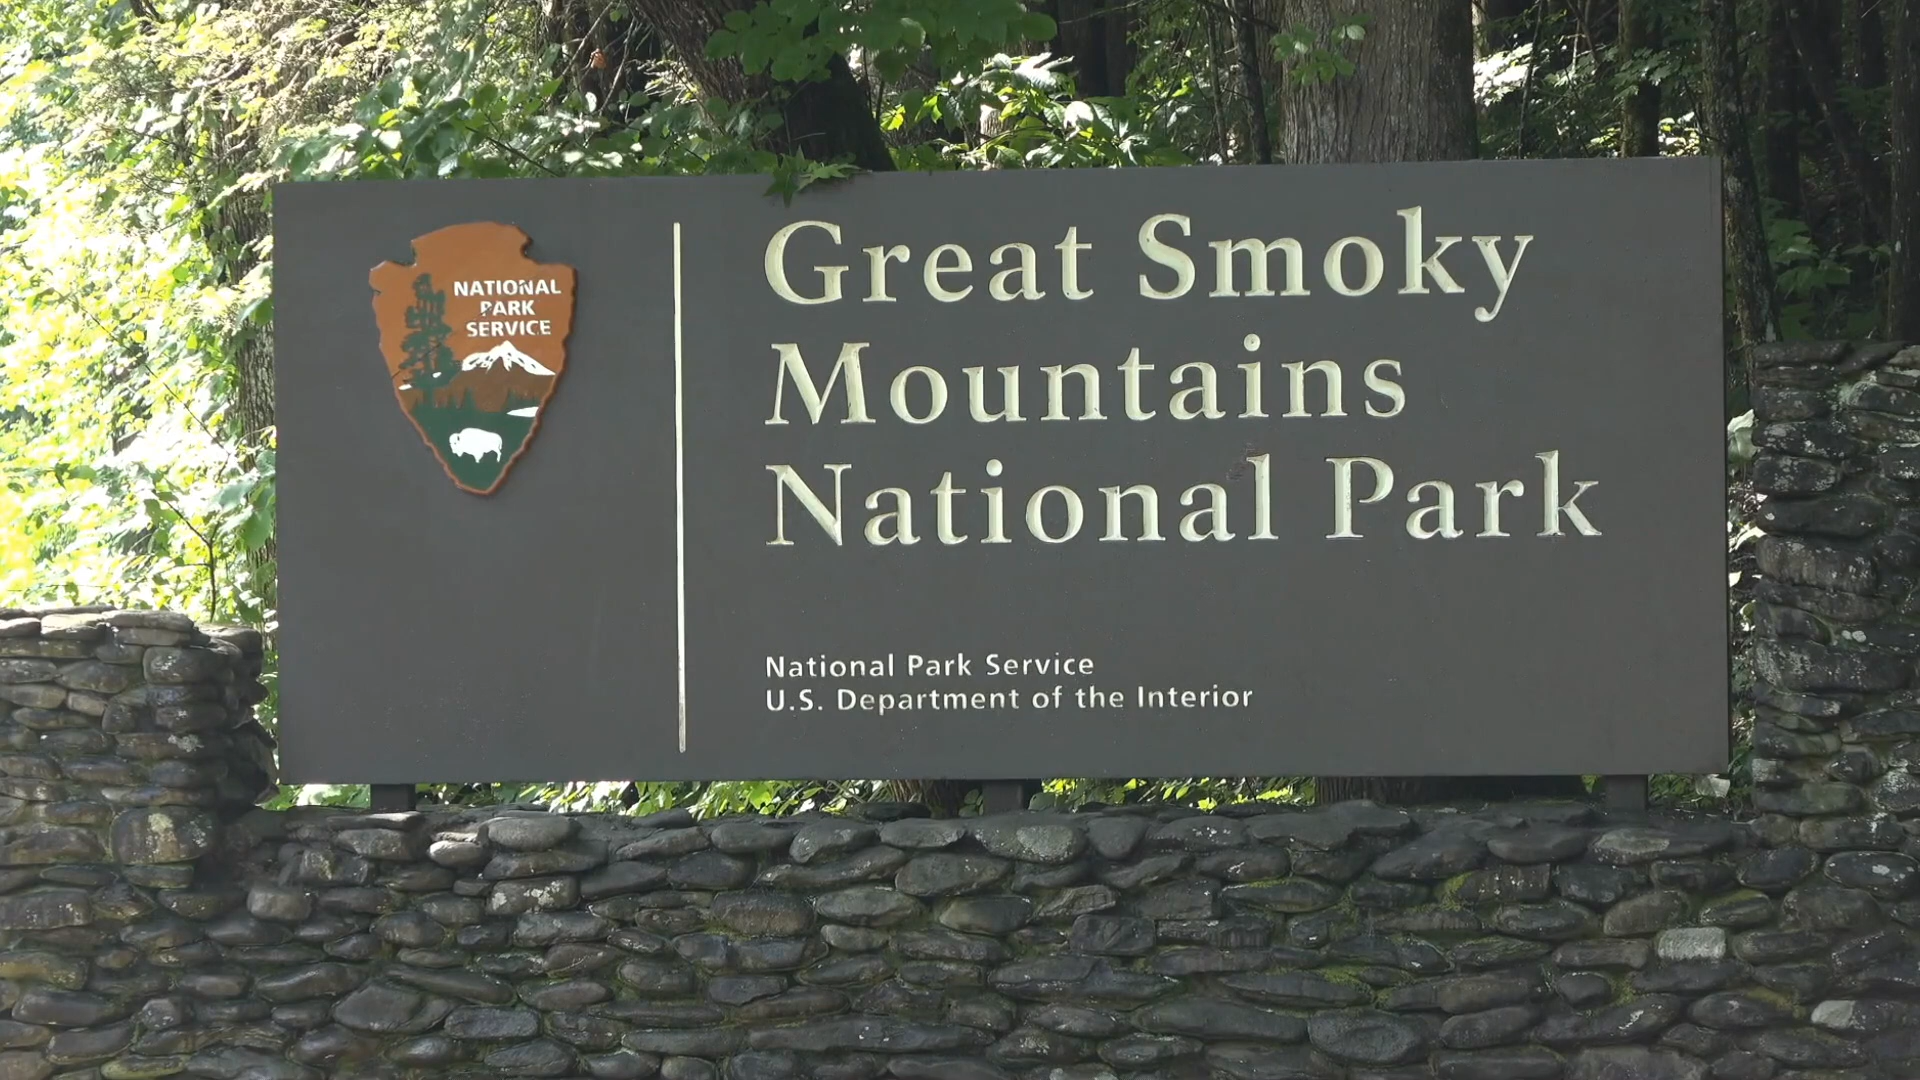 NATIONAL
PARK
SERVICE
Great Smoky
Mountains
National Park
National Park Service
U.S. Department of the Interior